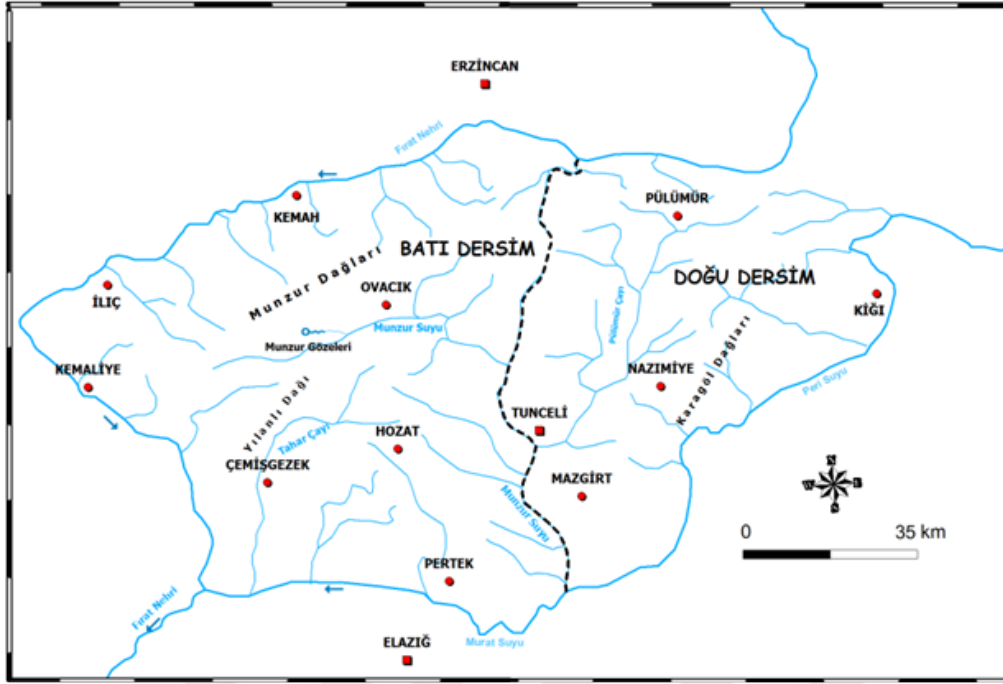 ERZİNCAN
Fırat Nehri
PÜLÜMÜR
KEMAH
BATI DERSİM
Munzur Dağları
DOĞU DERSİM
İLIÇ
OVACIK
KİĞI
Pülümür Çayı
Munzur Suyu
Munzur Gözeleri
KEMALİYE
NAZIMİYE
Karagöl Dağları
Peri Suyu
Yılanlı Dağı
TUNCELİ
Tahar Çayı
HOZAT
ÇEMİŞGEZEK
MAZGİRT
Munzur Suyu
N
W E
S
0 35 km
PERTEK
Fırat Nehri
ELAZIĞ
Murat Suyu